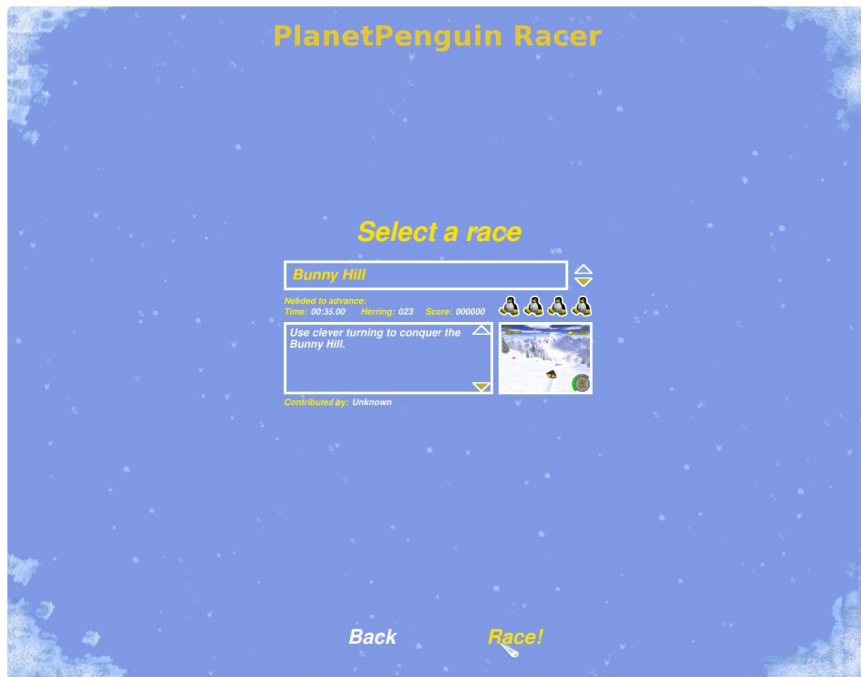 PlanetPenguin Racer
Select a race
Bunny Hill
Needed to advance:
Time: 00:35.00 Herring: 023 Score: 000000
Use clever turning to conquer the
Bunny Hill.
Contributed by: Unknown
Back Race!